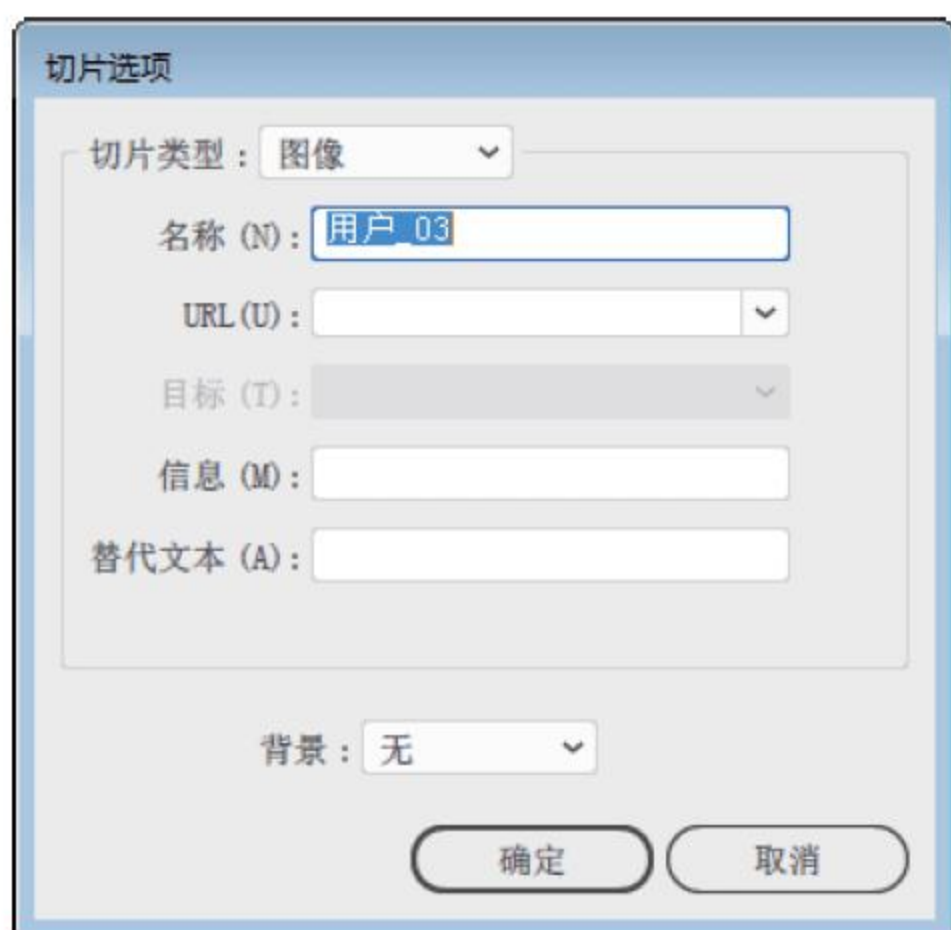 切片选项
切片类型：图像
名称 (N)：用户_03
URL(U)：
目标 (T)：
信息 (M)：
替代文本 (A)：
背景：无
确定 取消